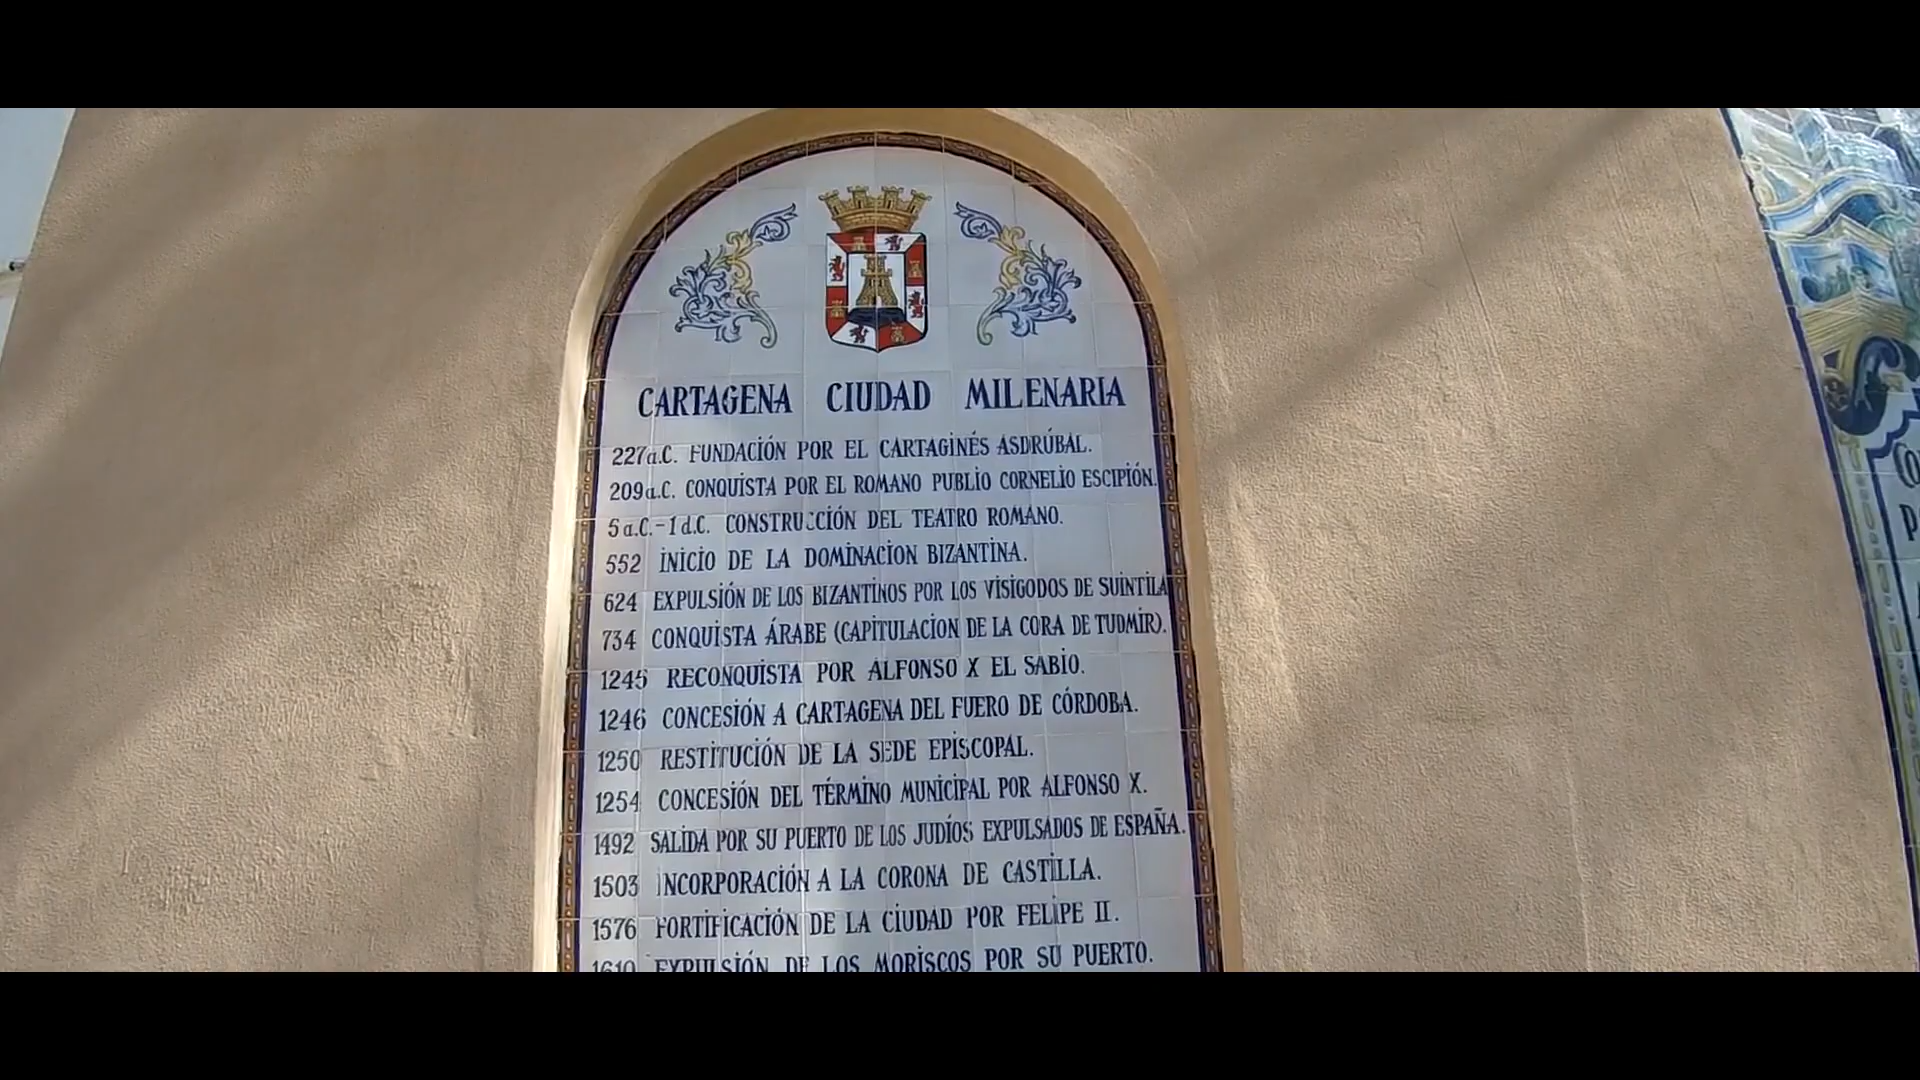 CARTAGENA CIUDAD MILENARIA
227 a.C. FUNDACIÓN POR EL CARTAGINÉS ASDRÚBAL.
209 a.C. CONQUISTA POR EL ROMANO PUBLIO CORNELIO ESCIPIÓN.
5 a.C.-1 d.C. CONSTRUCCIÓN DEL TEATRO ROMANO.
552 INICIO DE LA DOMINACION BIZANTINA.
624 EXPULSIÓN DE LOS BIZANTINOS POR LOS VISIGODOS DE SUINTILA
734 CONQUISTA ÁRABE (CAPITULACION DE LA CORA DE TUDMIR).
1245 RECONQUISTA POR ALFONSO X EL SABIO.
1246 CONCESIÓN A CARTAGENA DEL FUERO DE CÓRDOBA.
1250 RESTITUCIÓN DE LA SEDE EPISCOPAL.
1254 CONCESIÓN DEL TÉRMINO MUNICIPAL POR ALFONSO X.
1492 SALIDA POR SU PUERTO DE LOS JUDÍOS EXPULSADOS DE ESPAÑA.
1503 INCORPORACIÓN A LA CORONA DE CASTILLA.
1576 FORTIFICACIÓN DE LA CIUDAD POR FELIPE II.
1610 EXPULSIÓN DE LOS MORISCOS POR SU PUERTO.